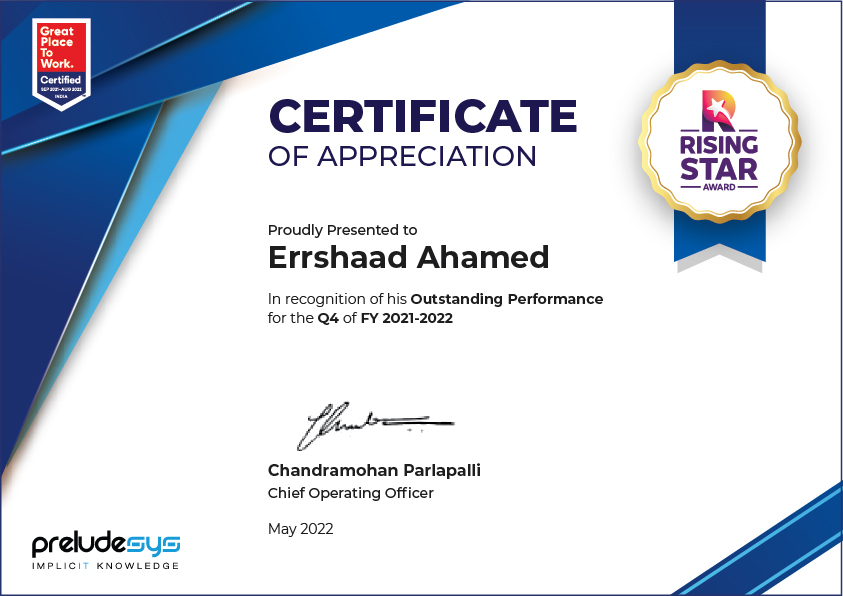 Great
Place
To
Work.
Certified
SEP 2021-AUG 2022
INDIA
CERTIFICATE
OF APPRECIATION
RISING
STAR
AWARD
Proudly Presented to
Errshaad Ahamed
In recognition of his Outstanding Performance
for the Q4 of FY 2021-2022
Chandramohan Parlapalli
Chief Operating Officer
May 2022
preludesys
IMPLICIT KNOWLEDGE